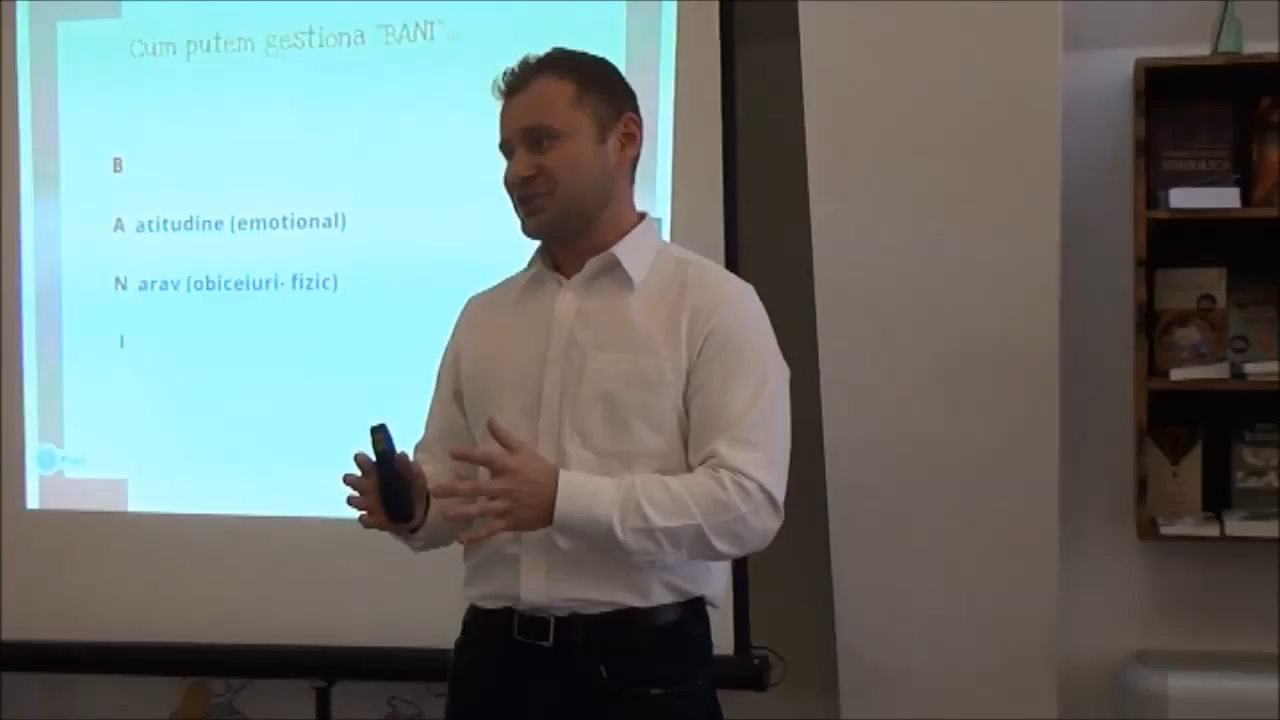 Cum putem gestiona "BANI"...
B
A atitudine (emotional)
N arav (obiceiuri- fizic)
I